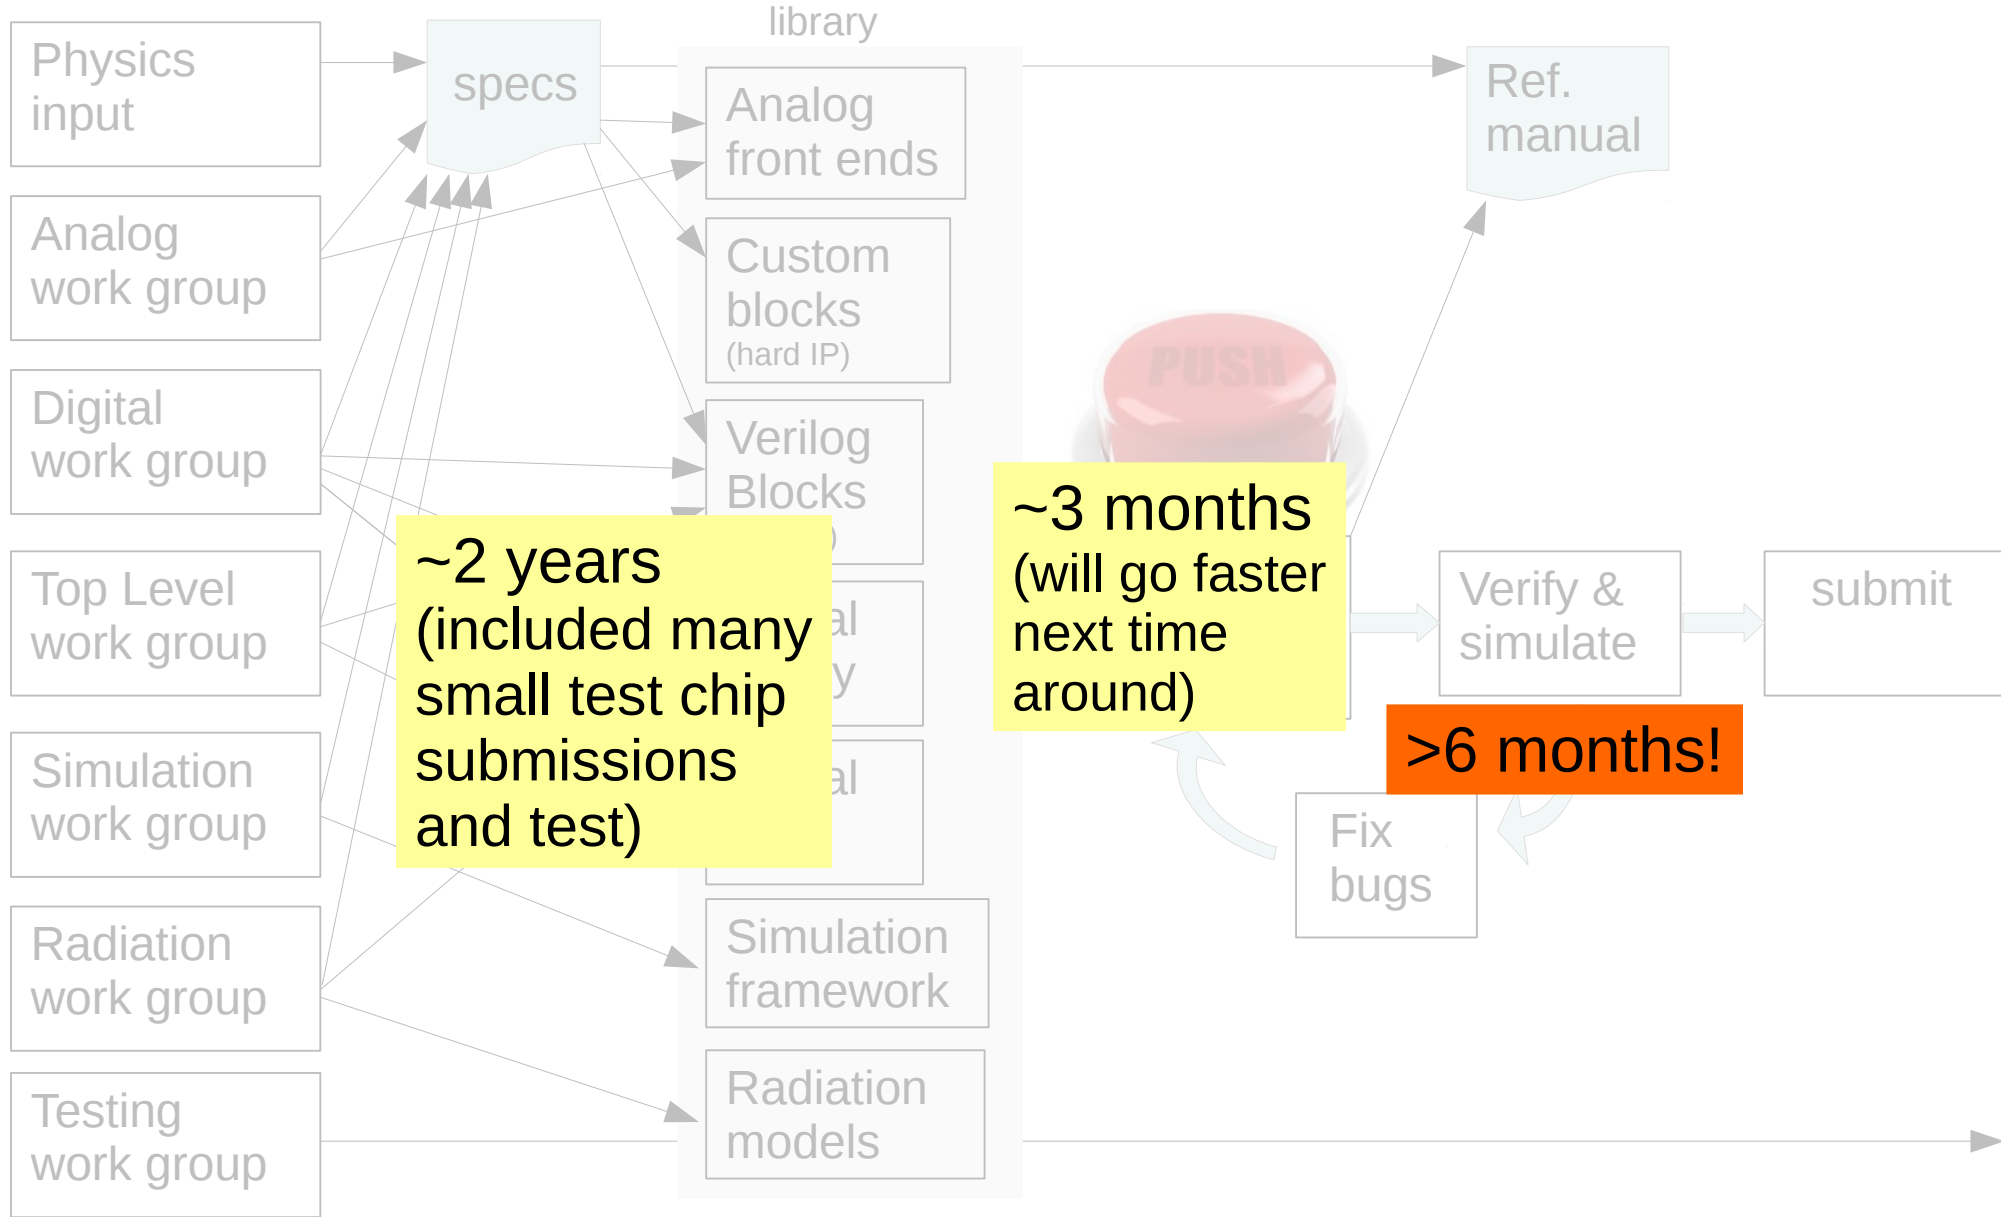 library
Physics
input
specs
Ref.
manual
Analog
front ends
Analog
work group
Custom
blocks
(hard IP)
PUSH
Digital
work group
Verilog
Blocks
~3 months
(will go faster
next time
around)
~2 years
(included many
small test chip
submissions
and test)
Top Level
work group
Verify &
simulate
submit
>6 months!
Simulation
work group
Fix
bugs
Radiation
work group
Simulation
framework
Testing
work group
Radiation
models